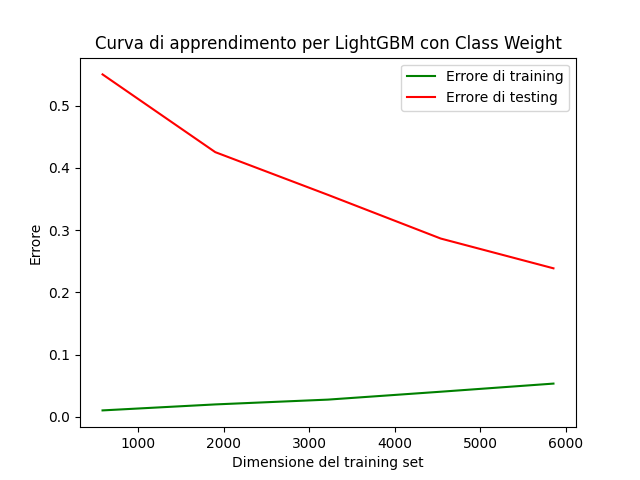 Curva di apprendimento per LightGBM con Class Weight
Errore di training
Errore di testing
0.5
0.4
0.3
0.2
0.1
0.0
Errore
1000 2000 3000 4000 5000 6000
Dimensione del training set